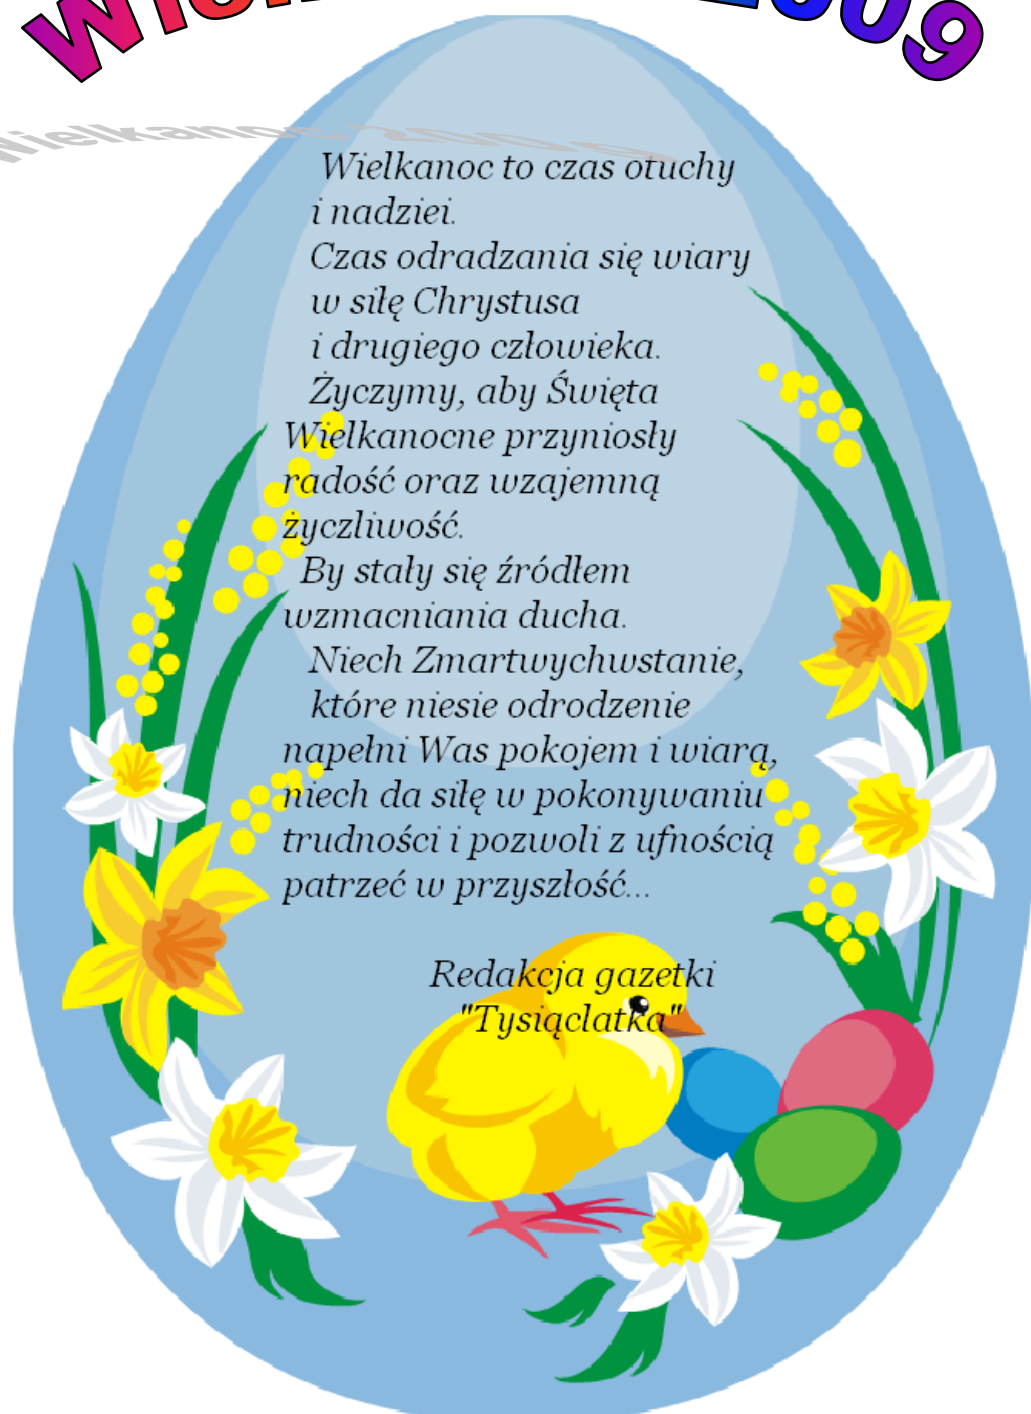 Wielkanoc 2009
Wielkanoc to czas otuchy
i nadziei.
Czas odradzania się wiary
w siłę Chrystusa
i drugiego człowieka.
Życzymy, aby Święta
Wielkanocne przyniosły
radość oraz wzajemną
życzliwość.
By stały się źródłem
wzmacniania ducha.
Niech Zmartwychwstanie,
które niesie odrodzenie
napełni Was pokojem i wiarą,
niech da siłę w pokonywaniu
trudności i pozwoli z ufnością
patrzeć w przyszłość...
Redakcja gazetki
"Tysiąclatka"